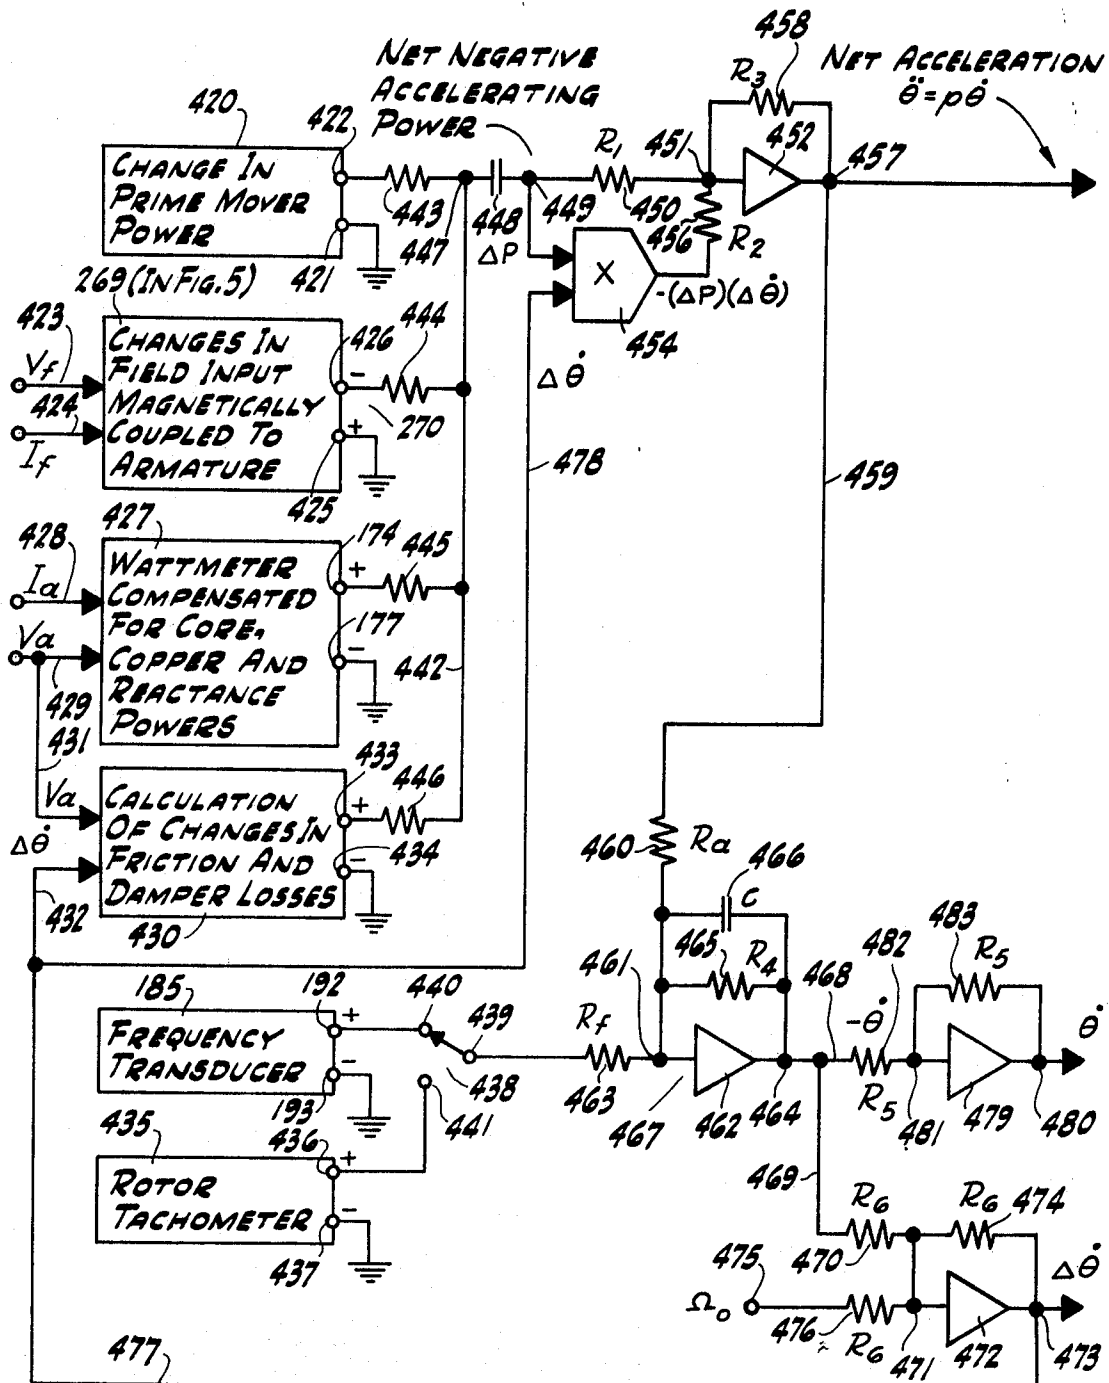 458
NET NEGATIVE
ACCELERATING
POWER
NET ACCELERATION
θ̈ = pθ̇
R3
420
422
R1
451
452
457
CHANGE IN
PRIME MOVER
POWER
443
447
448
449
450
456
R2
ΔP
421
X
-(ΔP)(Δθ̇)
454
269 (IN FIG. 5)
423
Vf
424
If
CHANGES IN
FIELD INPUT
MAGNETICALLY
COUPLED TO
ARMATURE
426
444
-
270
+
425
Δθ̇
478
459
427
428
Ia
Va
429
431
WATTMETER
COMPENSATED
FOR CORE,
COPPER AND
REACTANCE
POWERS
174
445
+
177
-
442
433
446
Va
Δθ̇
432
CALCULATION
OF CHANGES IN
FRICTION AND
DAMPER LOSSES
+
434
-
430
460
Ra
466
C
465
R4
461
468
482
483
R5
185
192
440
439
FREQUENCY
TRANSDUCER
+
-
193
438
441
Rf
463
467
462
464
-θ̇
R5
481
479
480
θ̇
435
436
ROTOR
TACHOMETER
+
-
437
469
R6
470
R6
474
475
Ωo
476
R6
471
472
473
Δθ̇
477